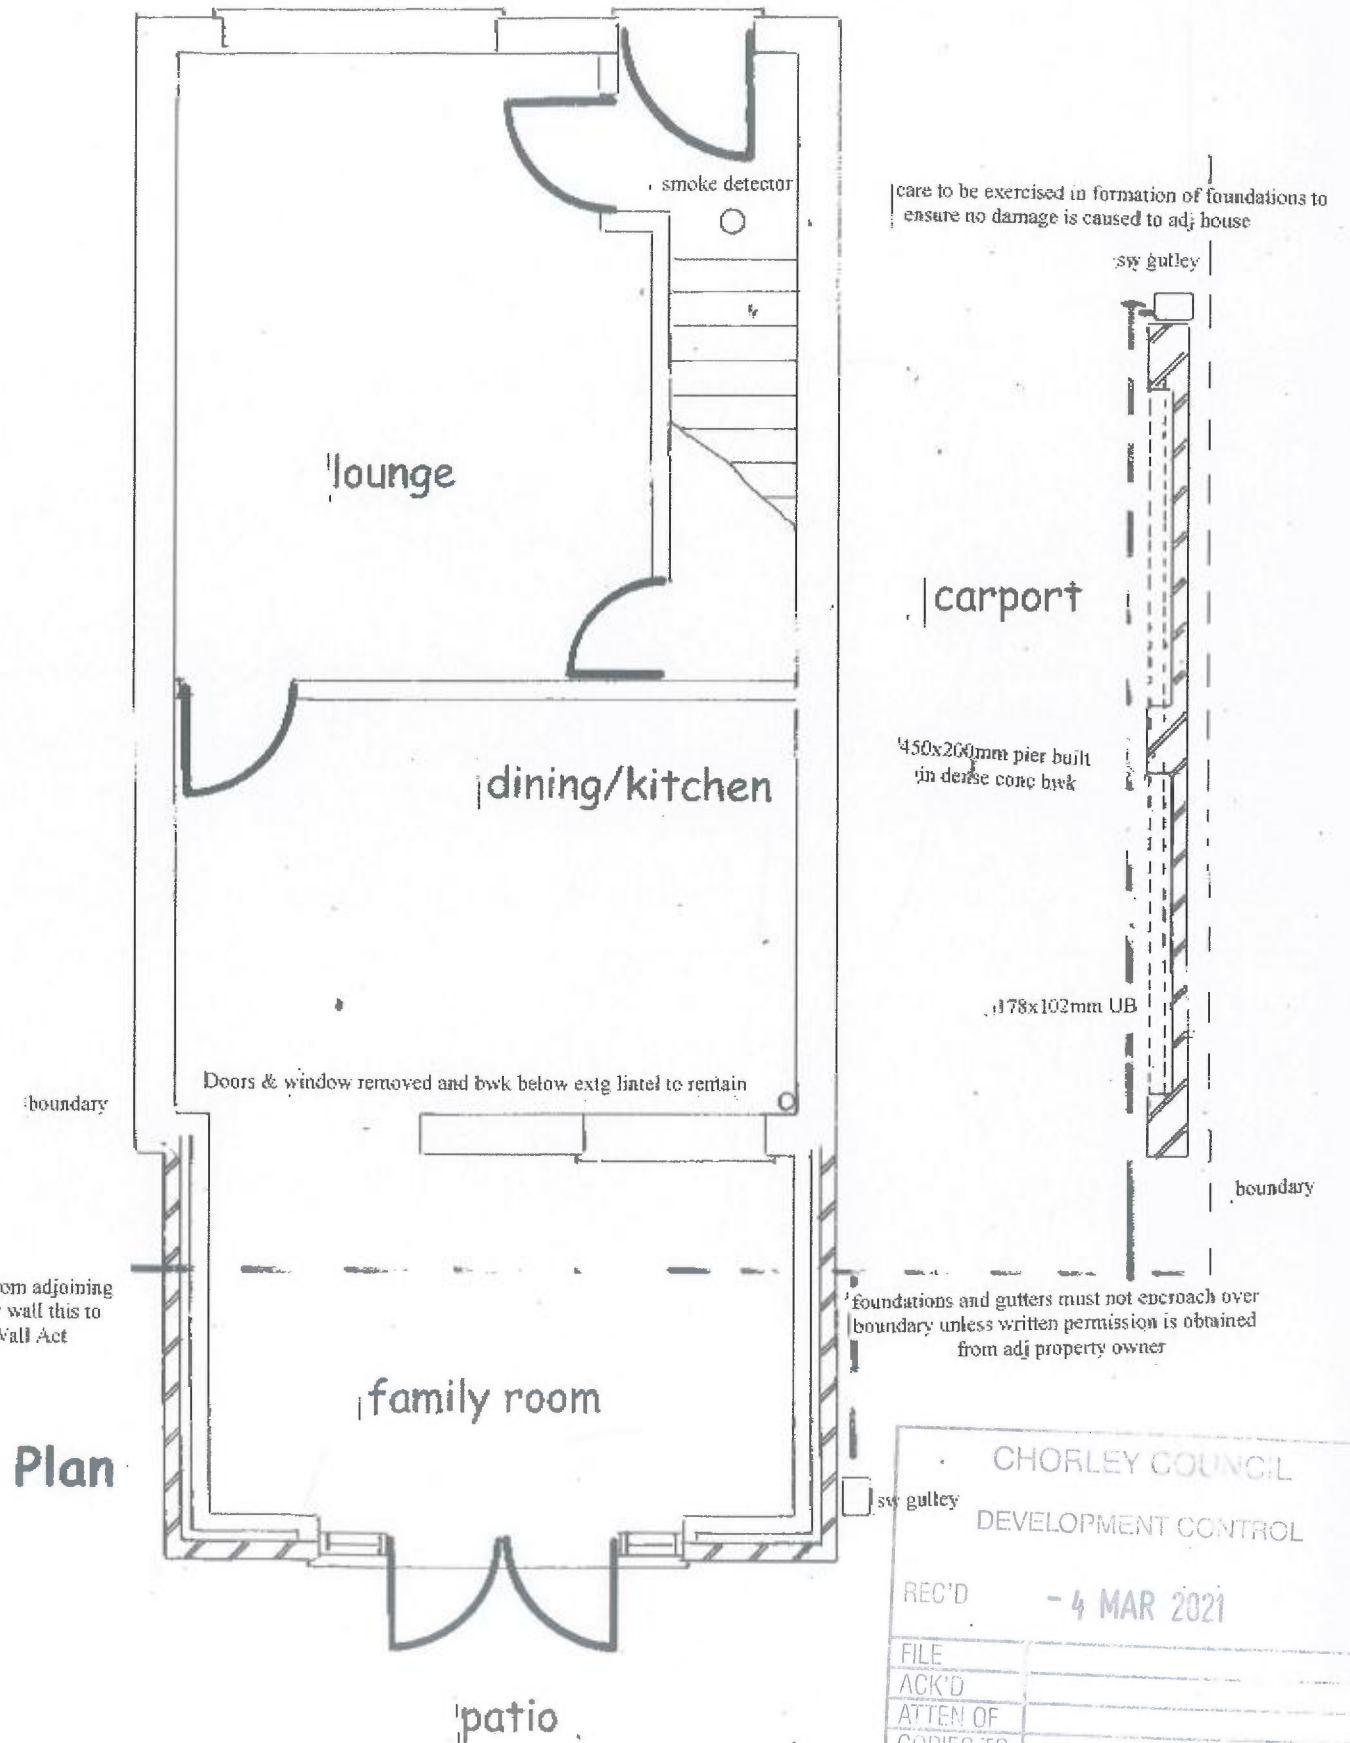 smoke detector
care to be exercised in formation of foundations to
ensure no damage is caused to adj house
sw gutley
lounge
carport
450x200mm pier built
in dense conc bwk
dining/kitchen
178x102mm UB
Doors & window removed and bwk below extg lintel to remain
boundary
boundary
om adjoining
wall this to
Wall Act
foundations and gutters must not encroach over
boundary unless written permission is obtained
from adj property owner
family room
Plan
sw gulley
CHORLEY COUNCIL
DEVELOPMENT CONTROL
REC'D - 4 MAR 2021
FILE
ACK'D
ATTEN OF
COPIES TO
patio